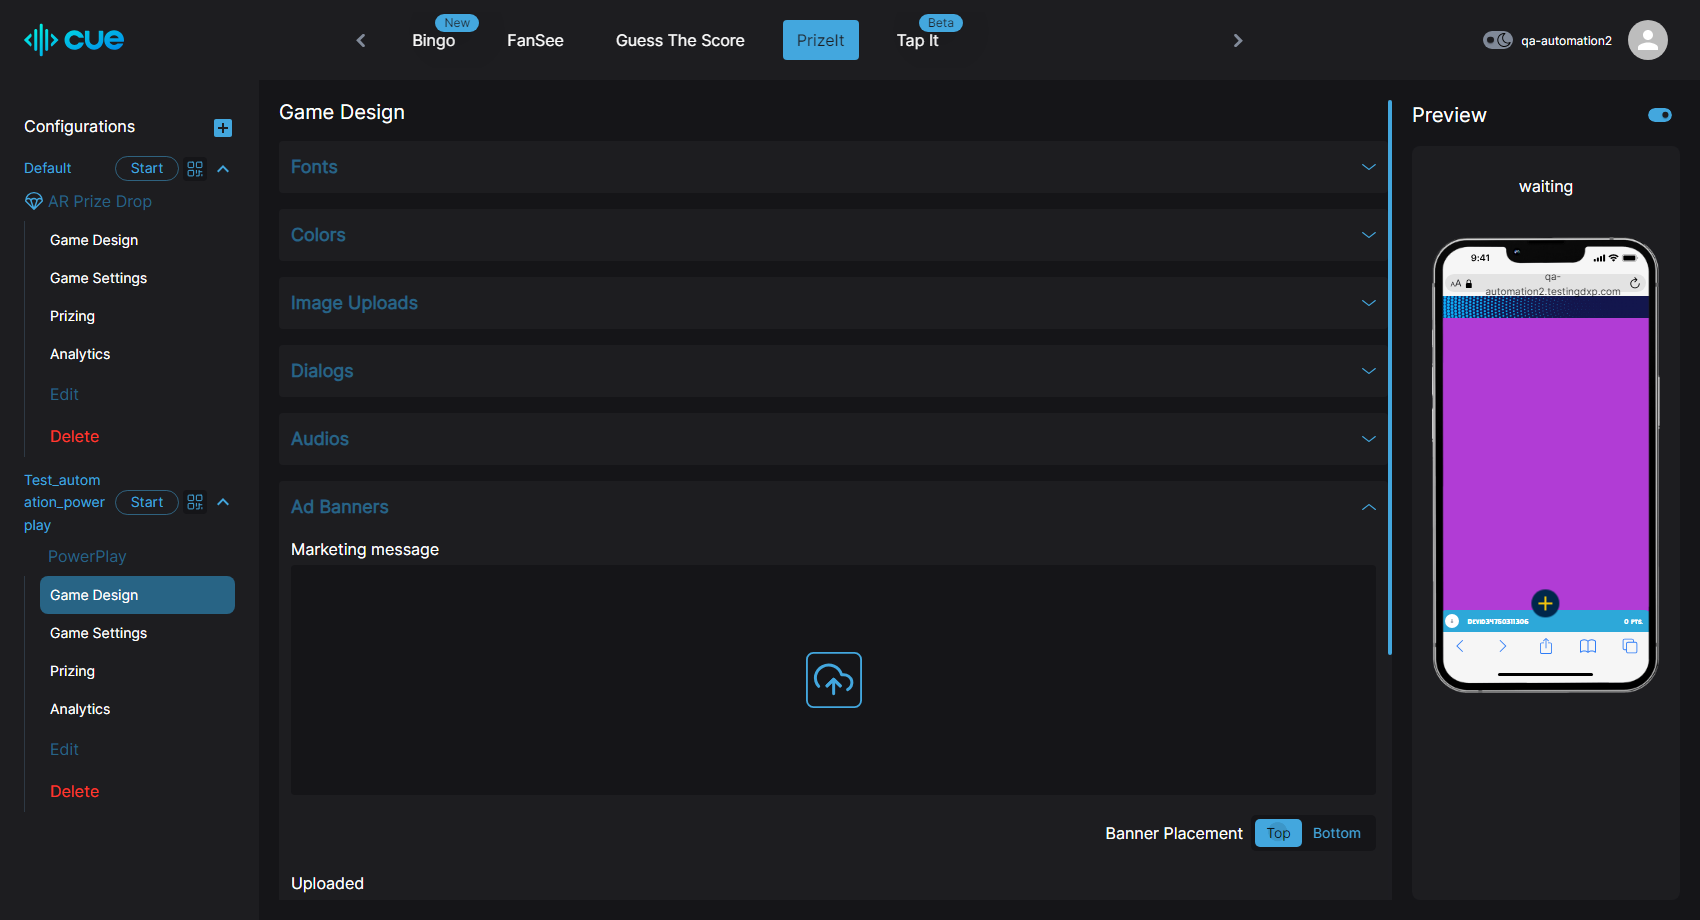 cue
Bingo
New
FanSee
Guess The Score
PrizeIt
Tap It
Beta
qa-automation2
Configurations
Default
Start
AR Prize Drop
Game Design
Game Settings
Prizing
Analytics
Edit
Delete
Test_autom
ation_power
play
Start
PowerPlay
Game Design
Game Settings
Prizing
Analytics
Edit
Delete
Game Design
Fonts
Colors
Image Uploads
Dialogs
Audios
Ad Banners
Marketing message
Banner Placement
Top
Bottom
Uploaded
Preview
waiting
9:41
AA
qa-
automation2.testingdxp.com
0 PTS.